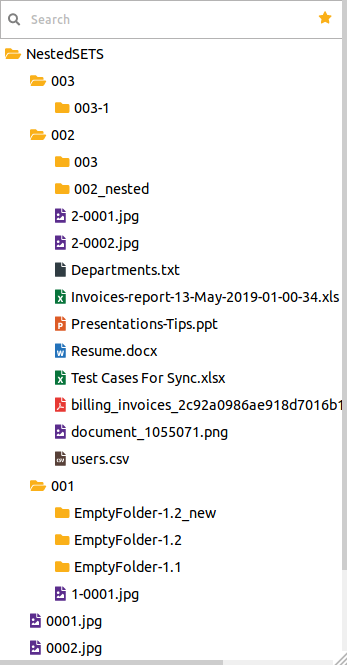 Search
NestedSETS
003
003-1
002
003
002_nested
2-0001.jpg
2-0002.jpg
Departments.txt
Invoices-report-13-May-2019-01-00-34.xls
Presentations-Tips.ppt
Resume.docx
Test Cases For Sync.xlsx
billing_invoices_2c92a0986ae918d7016b1
document_1055071.png
users.csv
001
EmptyFolder-1.2_new
EmptyFolder-1.2
EmptyFolder-1.1
1-0001.jpg
0001.jpg
0002.jpg